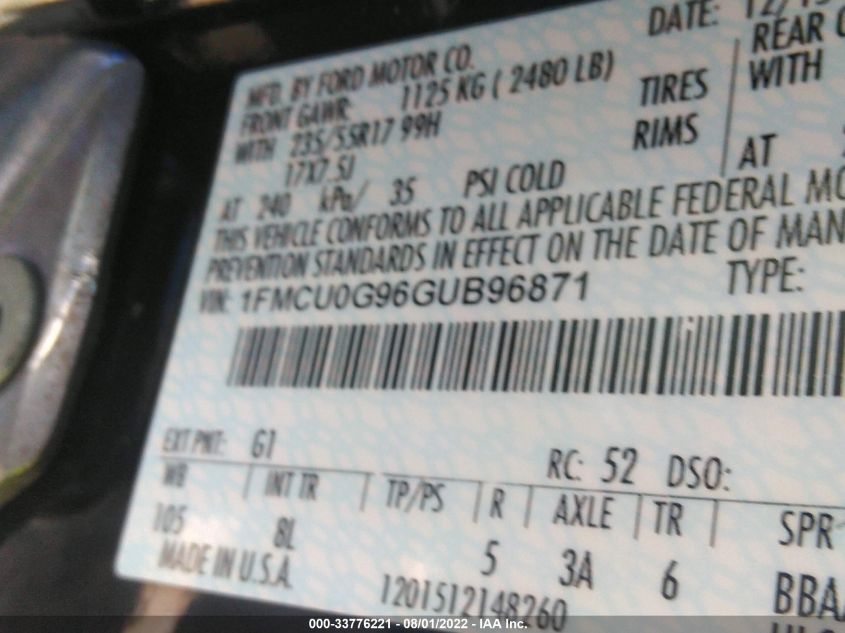 DATE: 12/15
MFD. BY FORD MOTOR CO.
FRONT GAWR: 1125 KG ( 2480 LB)
REAR
WITH 235/55R17 99H TIRES
WITH
17X7.5J RIMS
AT 240 kPa/ 35 PSI COLD
AT
THIS VEHICLE CONFORMS TO ALL APPLICABLE FEDERAL MO
PREVENTION STANDARDS IN EFFECT ON THE DATE OF MAN
VIN: 1FMCU0G96GUB96871 TYPE:
EXT PNT: G1 RC: 52 DSO:
WB INT TR TP/PS R AXLE TR SPR
105 8L 5 3A 6 BBA
MADE IN U.S.A.
1201512148260
000-33776221 - 08/01/2022 - IAA Inc.